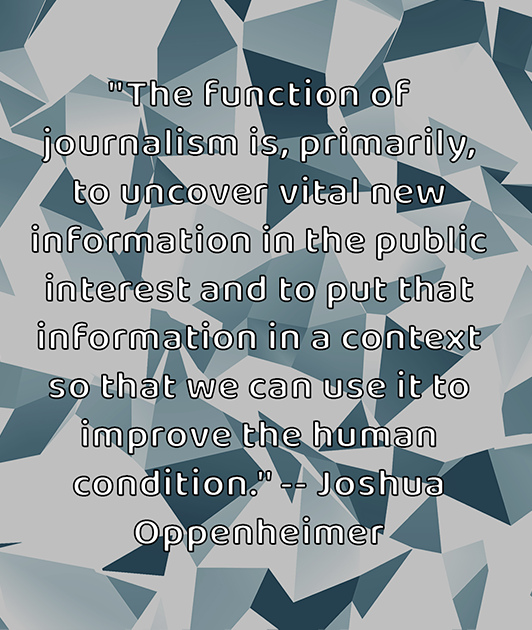 "The function of
journalism is, primarily,
to uncover vital new
information in the public
interest and to put that
information in a context
so that we can use it to
improve the human
condition." -- Joshua
Oppenheimer